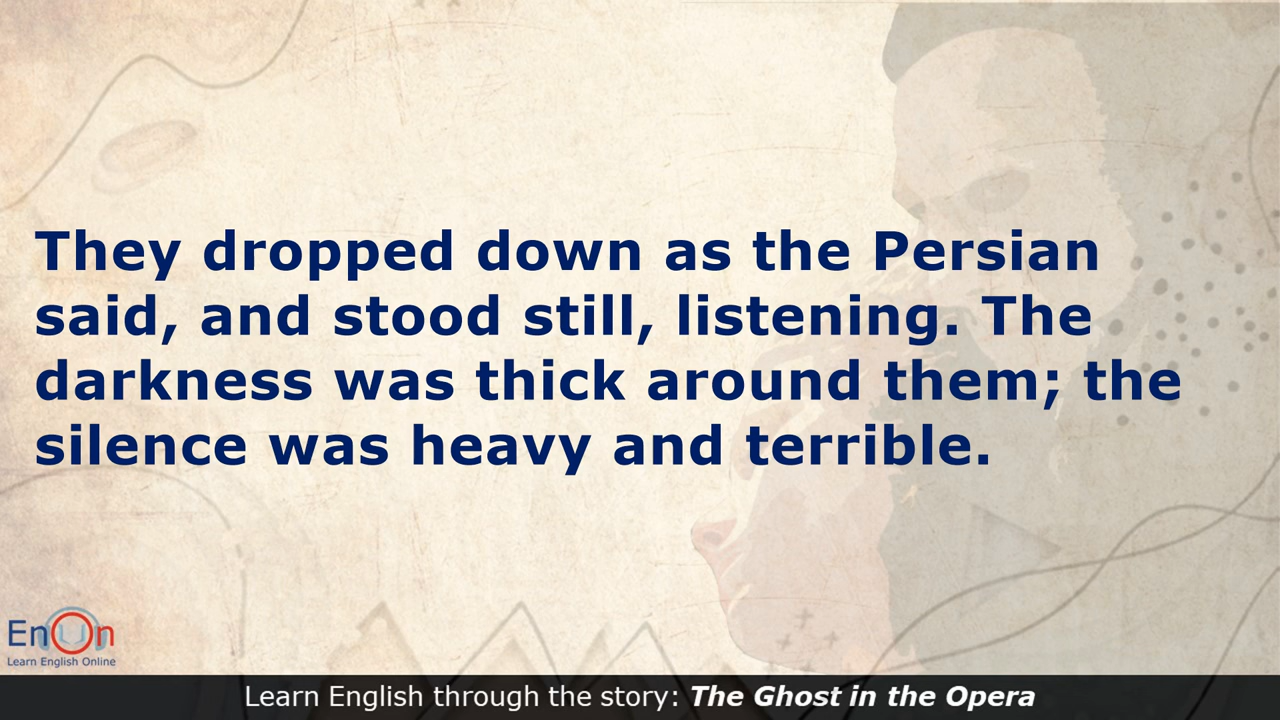 They dropped down as the Persian
said, and stood still, listening. The
darkness was thick around them; the
silence was heavy and terrible.
EnOn
Learn English Online
Learn English through the story: The Ghost in the Opera